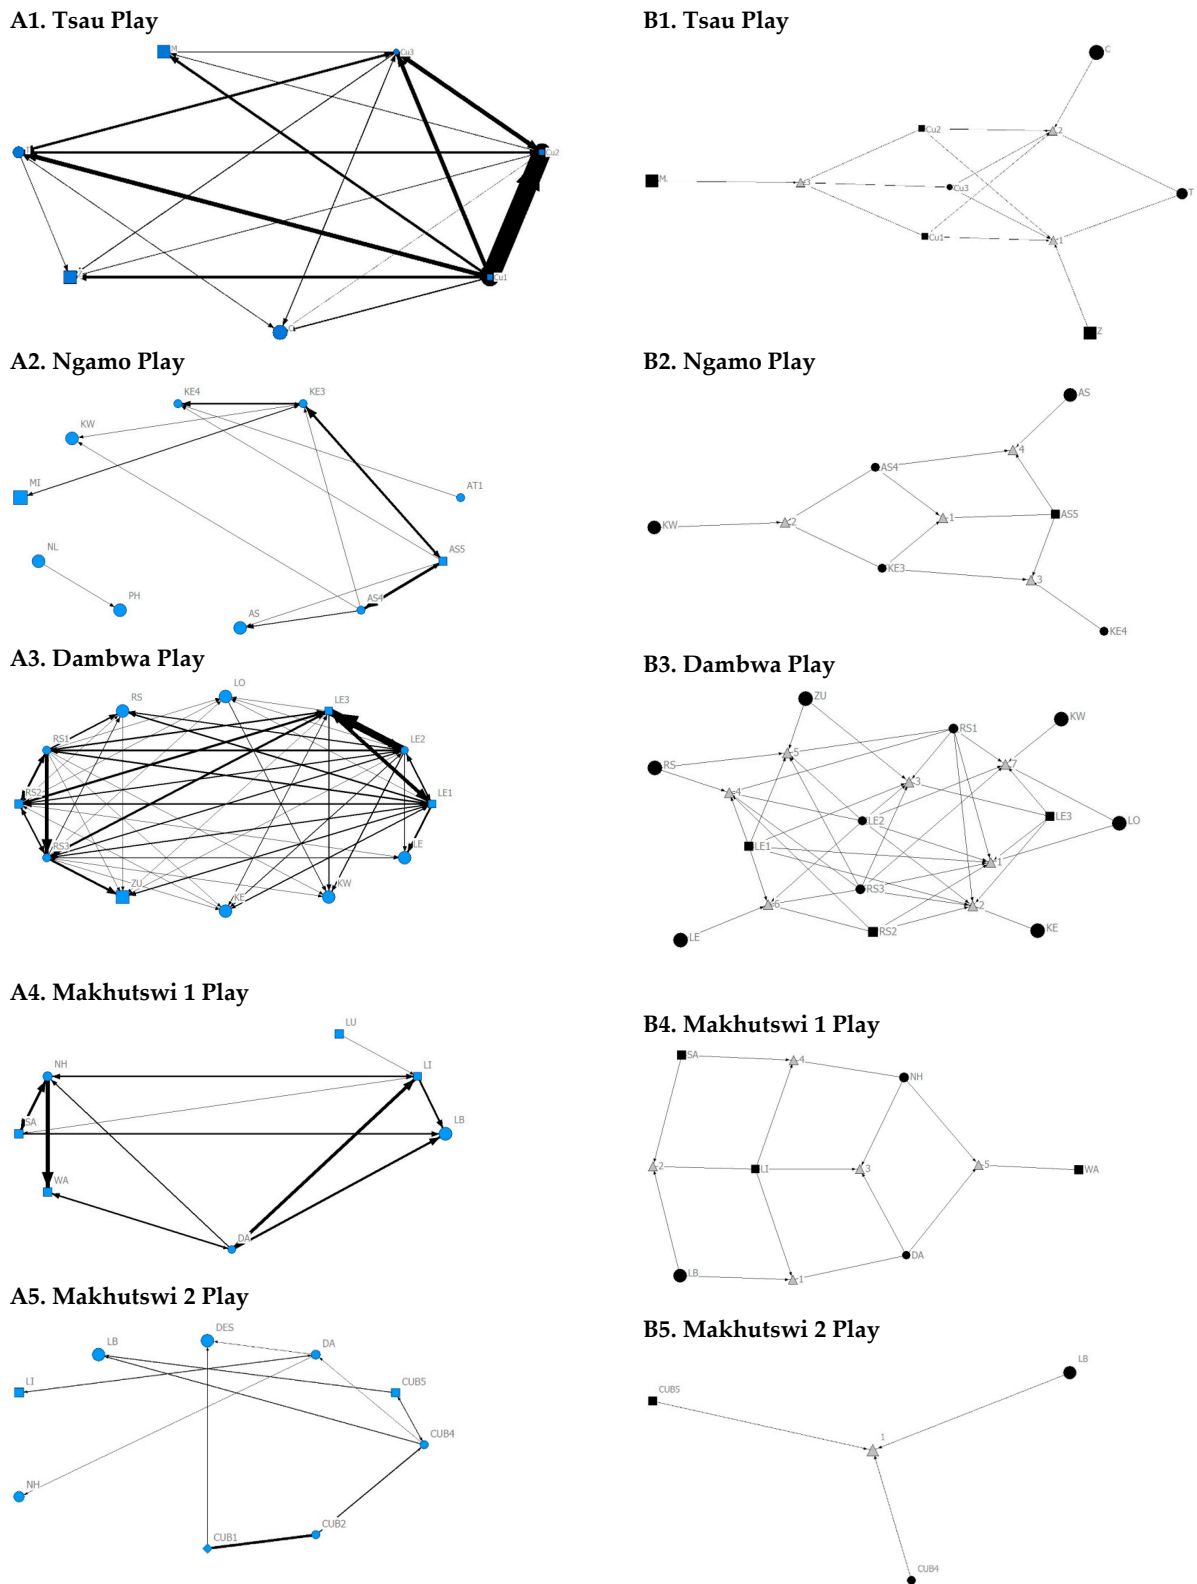 A1. Tsau Play
M
Cu3
Cu2
Cu1
B1. Tsau Play
C
Cu2
2
M
3
Cu3
T
Cu1
1
Z
A2. Ngamo Play
KE4
KE3
KW
MI
AT1
NL
AS5
PH
AS4
AS
B2. Ngamo Play
AS
4
AS4
KW
2
1
AS5
KE3
3
KE4
A3. Dambwa Play
RS
LO
LE3
RS1
LE2
RS2
LE1
RS3
LE
ZU
KE
KW
B3. Dambwa Play
ZU
RS1
KW
RS
5
7
4
3
LE2
LE3
LO
LE1
1
RS3
6
2
LE
RS2
KE
A4. Makhutswi 1 Play
LU
NH
LI
SA
LB
WA
DA
B4. Makhutswi 1 Play
SA
4
NH
2
LI
3
5
WA
DA
LB
1
A5. Makhutswi 2 Play
DES
LB
DA
LI
CUB5
CUB4
NH
CUB2
CUB1
B5. Makhutswi 2 Play
LB
CUB5
1
CUB4